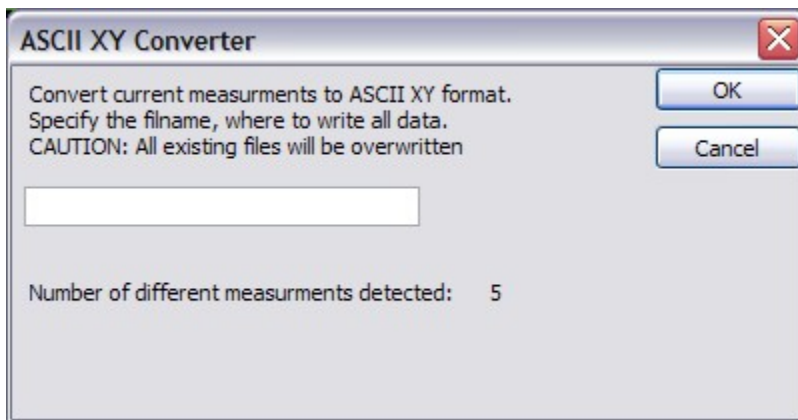 ASCII XY Converter
Convert current measurments to ASCII XY format.
Specify the filname, where to write all data.
CAUTION: All existing files will be overwritten
OK
Cancel
Number of different measurments detected: 5